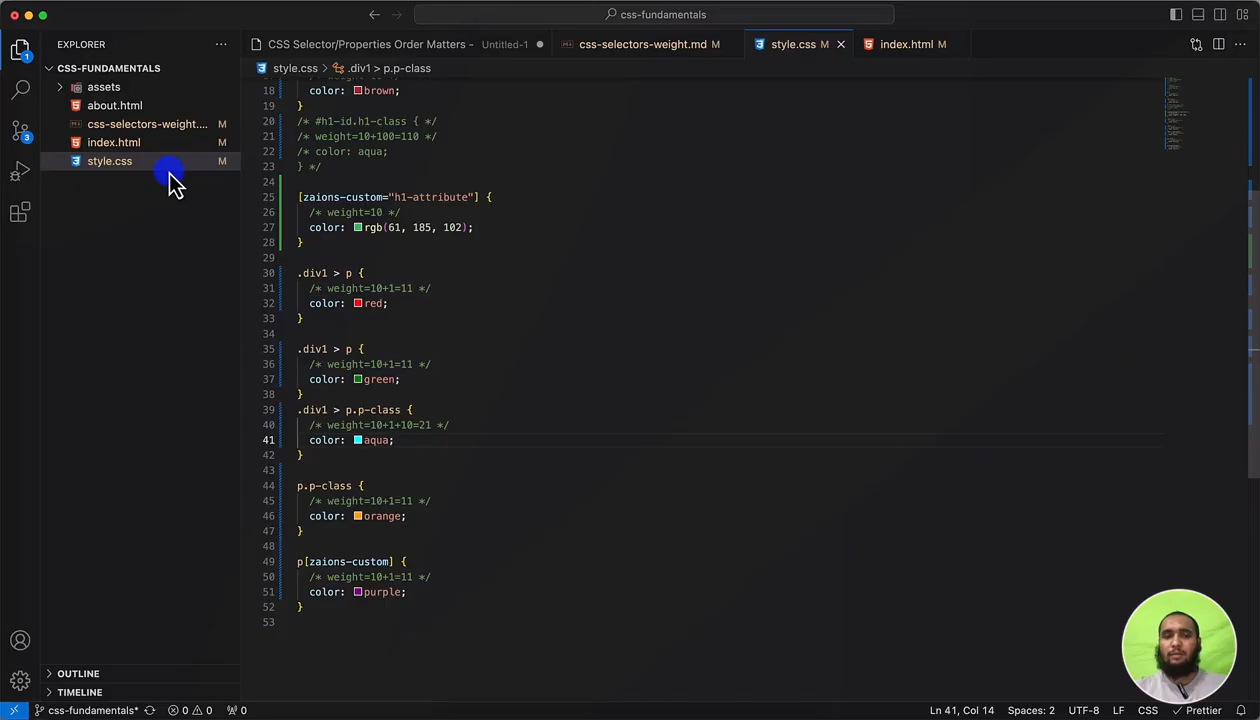 css-fundamentals
EXPLORER
CSS Selector/Properties Order Matters - Untitled-1
css-selectors-weight.md M
style.css M
index.html M
CSS-FUNDAMENTALS
style.css > .div1 > p.p-class
assets
about.html
css-selectors-weight.... M
index.html M
style.css M
1
3
18 color: brown;
19 }
20 /* #h1-id.h1-class { */
21 /* weight=10+100=110 */
22 /* color: aqua;
23 } */
24
25 [zaions-custom="h1-attribute"] {
26 /* weight=10 */
27 color: rgb(61, 185, 102);
28 }
29
30 .div1 > p {
31 /* weight=10+1=11 */
32 color: red;
33 }
34
35 .div1 > p {
36 /* weight=10+1=11 */
37 color: green;
38 }
39 .div1 > p.p-class {
40 /* weight=10+1+10=21 */
41 color: aqua;
42 }
43
44 p.p-class {
45 /* weight=10+1=11 */
46 color: orange;
47 }
48
49 p[zaions-custom] {
50 /* weight=10+1=11 */
51 color: purple;
52 }
53
OUTLINE
TIMELINE
css-fundamentals* 0 0 0
Ln 41, Col 14 Spaces: 2 UTF-8 LF CSS Prettier